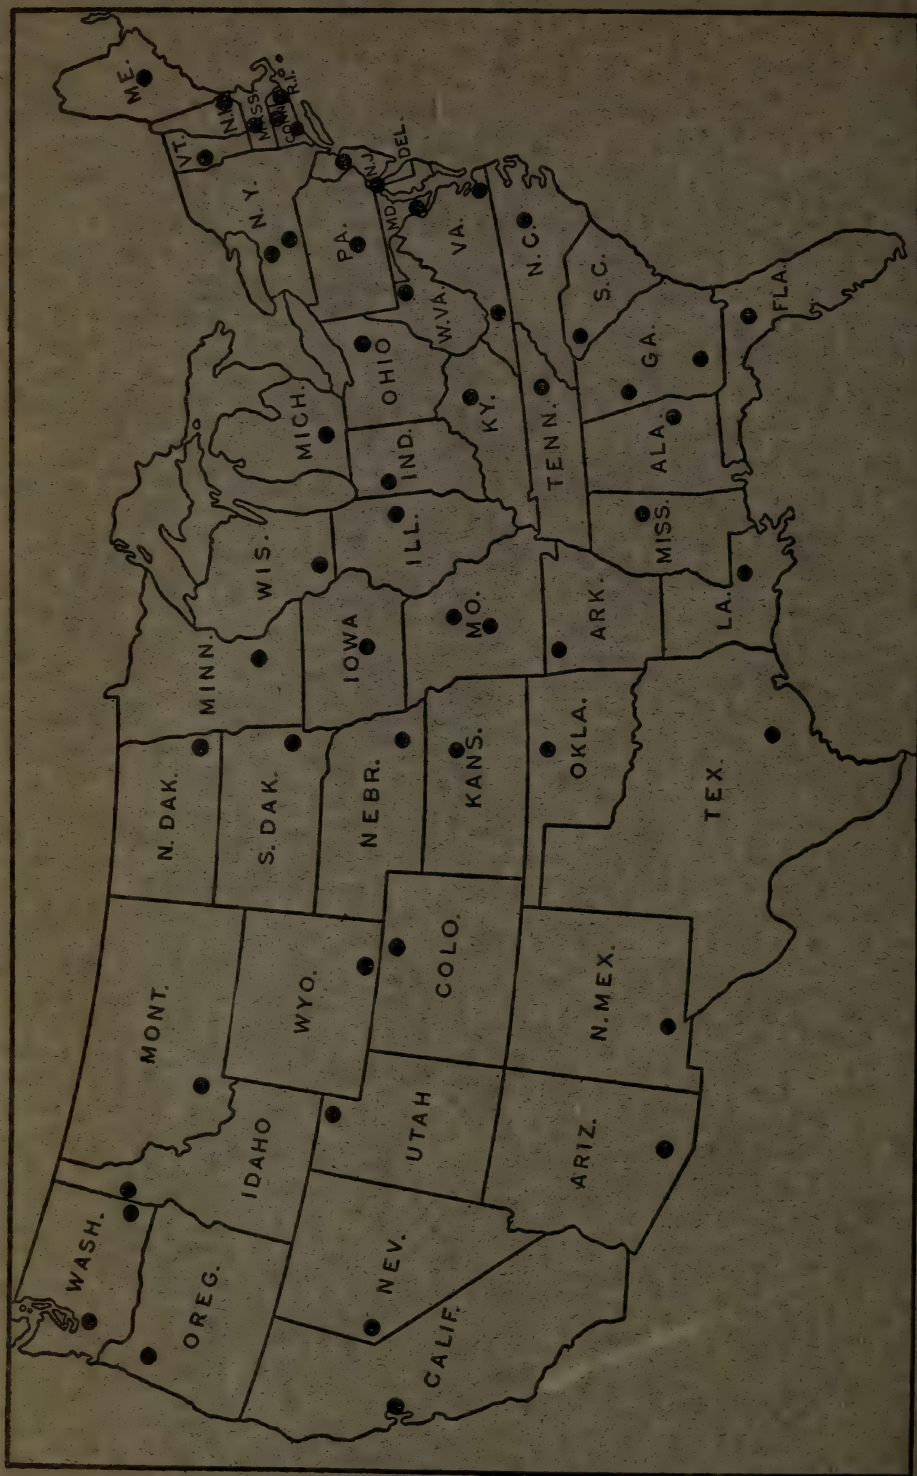 WASH.
OREG.
CALIF.
NEV.
IDAHO
MONT.
WYO.
UTAH
ARIZ.
COLO.
N. MEX.
N. DAK.
S. DAK.
NEBR.
KANS.
OKLA.
TEX.
MINN.
IOWA
MO.
ARK.
LA.
WIS.
ILL.
MISS.
MICH.
IND.
OHIO
KY.
TENN.
ALA.
GA.
FLA.
S.C.
N.C.
VA.
W.VA.
MD.
DEL.
N.J.
PA.
N.Y.
VT.
N.H.
ME.
MASS.
CONN.
R.I.